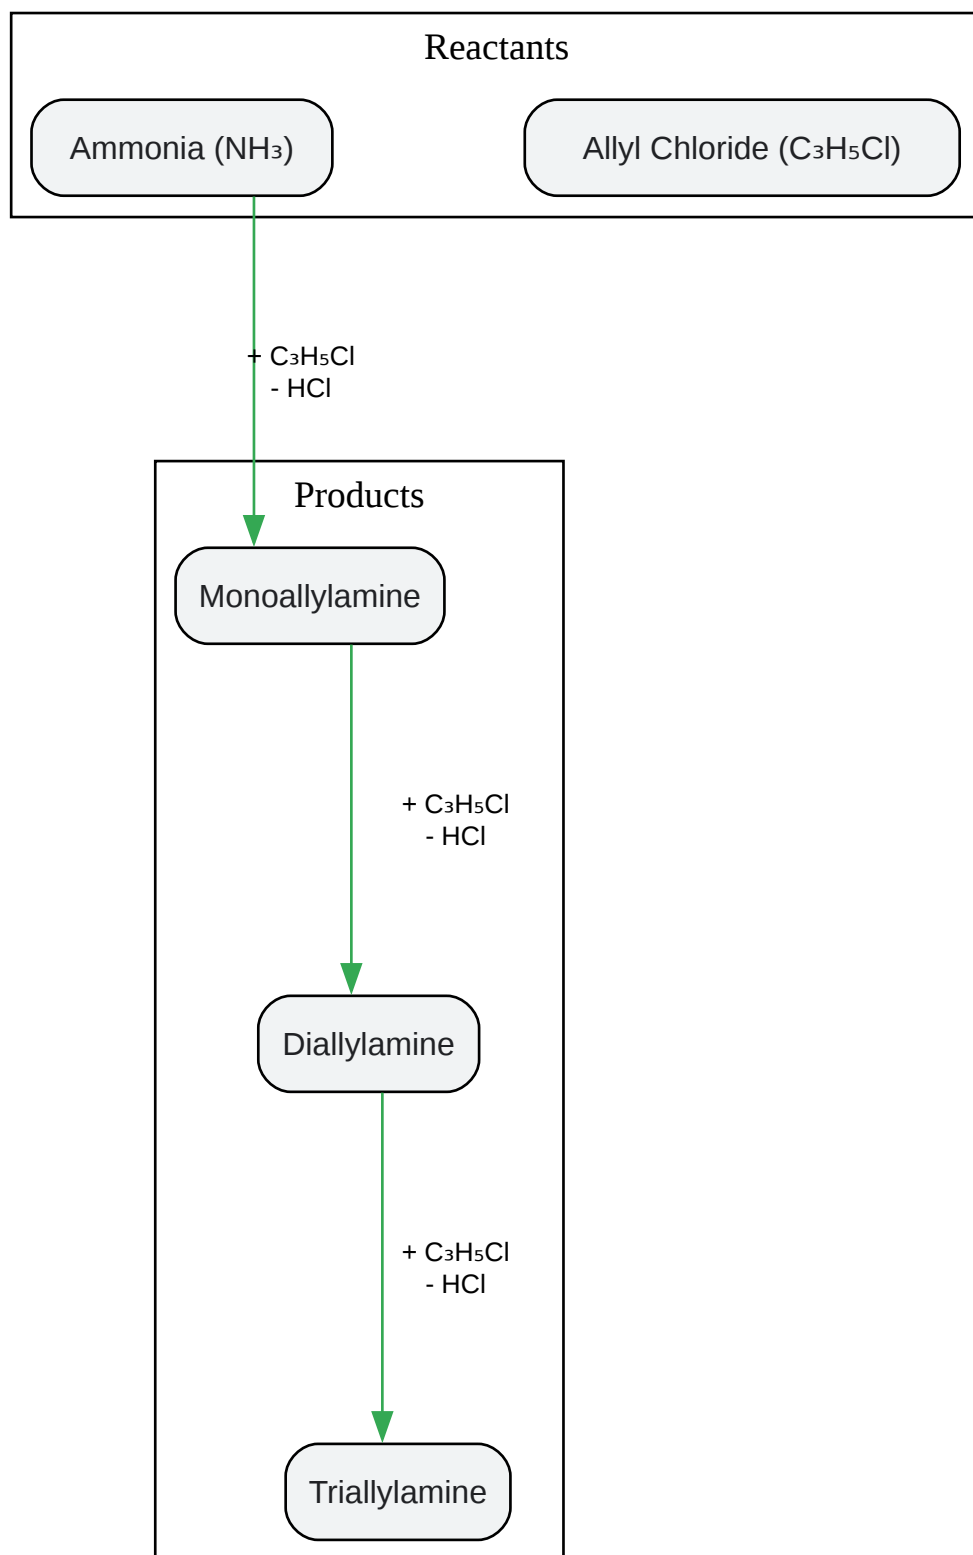 Reactants
Ammonia (NH₃)
Allyl Chloride (C₃H₅Cl)
+ C₃H₅Cl
- HCl
Products
Monoallylamine
+ C₃H₅Cl
- HCl
Diallylamine
+ C₃H₅Cl
- HCl
Triallylamine